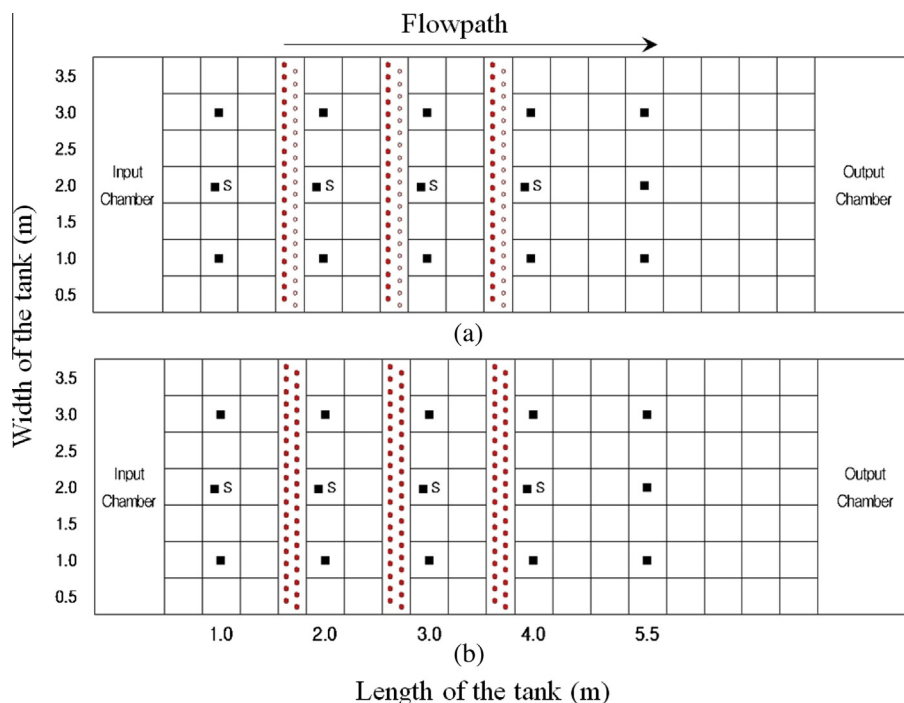 Flowpath
Width of the tank (m)
3.5
3.0
2.5
2.0
1.5
1.0
0.5
Input
Chamber
S S S S
Output
Chamber
(a)
3.5
3.0
2.5
2.0
1.5
1.0
0.5
Input
Chamber
S S S S
Output
Chamber
1.0 2.0 3.0 4.0 5.5
(b)
Length of the tank (m)